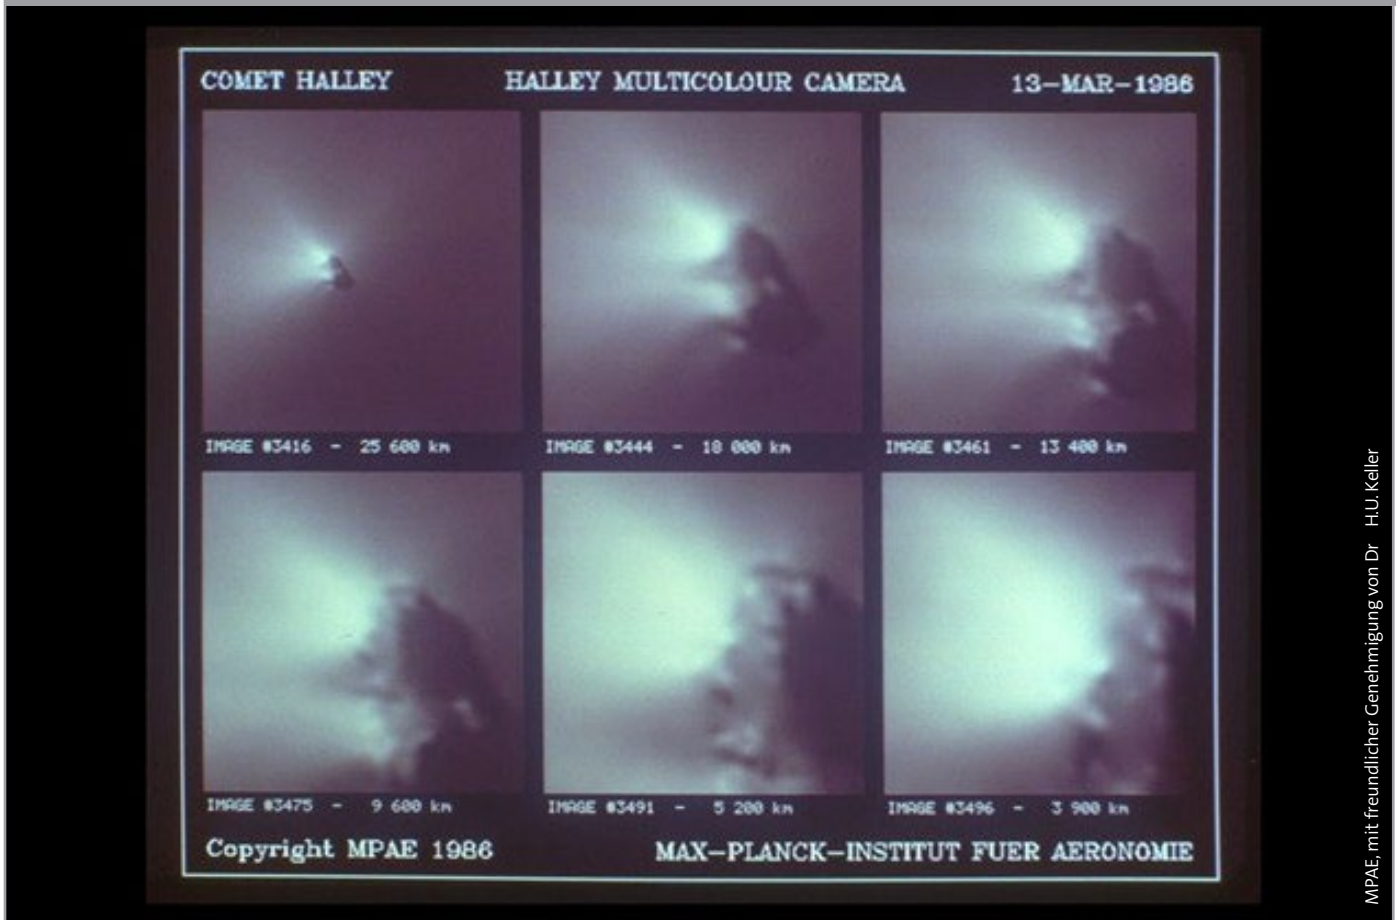 COMET HALLEY HALLEY MULTICOLOUR CAMERA 13-MAR-1986
IMAGE #3416 - 25 600 km IMAGE #3444 - 18 000 km IMAGE #3461 - 13 400 km
IMAGE #3475 - 9 600 km IMAGE #3491 - 5 200 km IMAGE #3496 - 3 900 km
Copyright MPAE 1986 MAX-PLANCK-INSTITUT FUER AERONOMIE
MPAE, mit freundlicher Genehmigung von Dr H.U.Keller